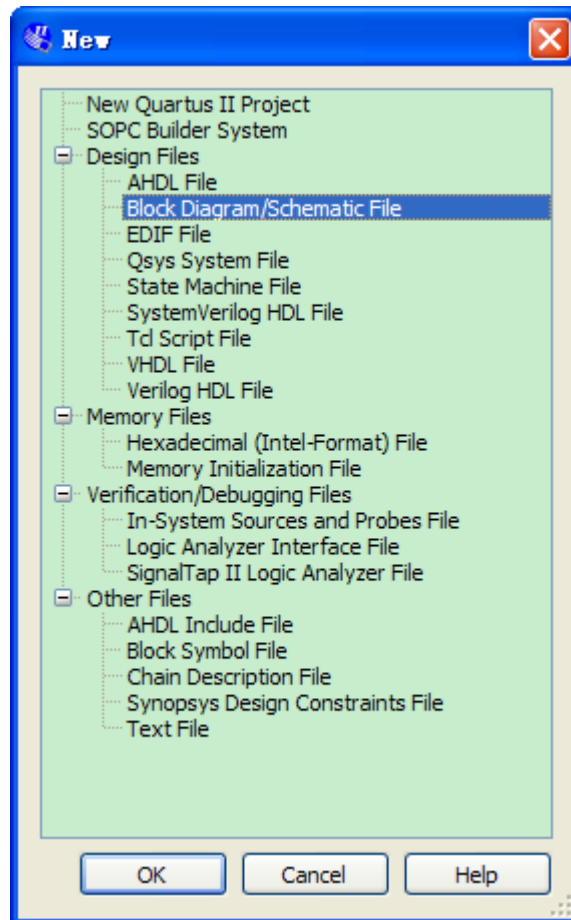 New
New Quartus II Project
SOPC Builder System
Design Files
AHDL File
Block Diagram/Schematic File
EDIF File
Qsys System File
State Machine File
SystemVerilog HDL File
Tcl Script File
VHDL File
Verilog HDL File
Memory Files
Hexadecimal (Intel-Format) File
Memory Initialization File
Verification/Debugging Files
In-System Sources and Probes File
Logic Analyzer Interface File
SignalTap II Logic Analyzer File
Other Files
AHDL Include File
Block Symbol File
Chain Description File
Synopsys Design Constraints File
Text File
OK Cancel Help